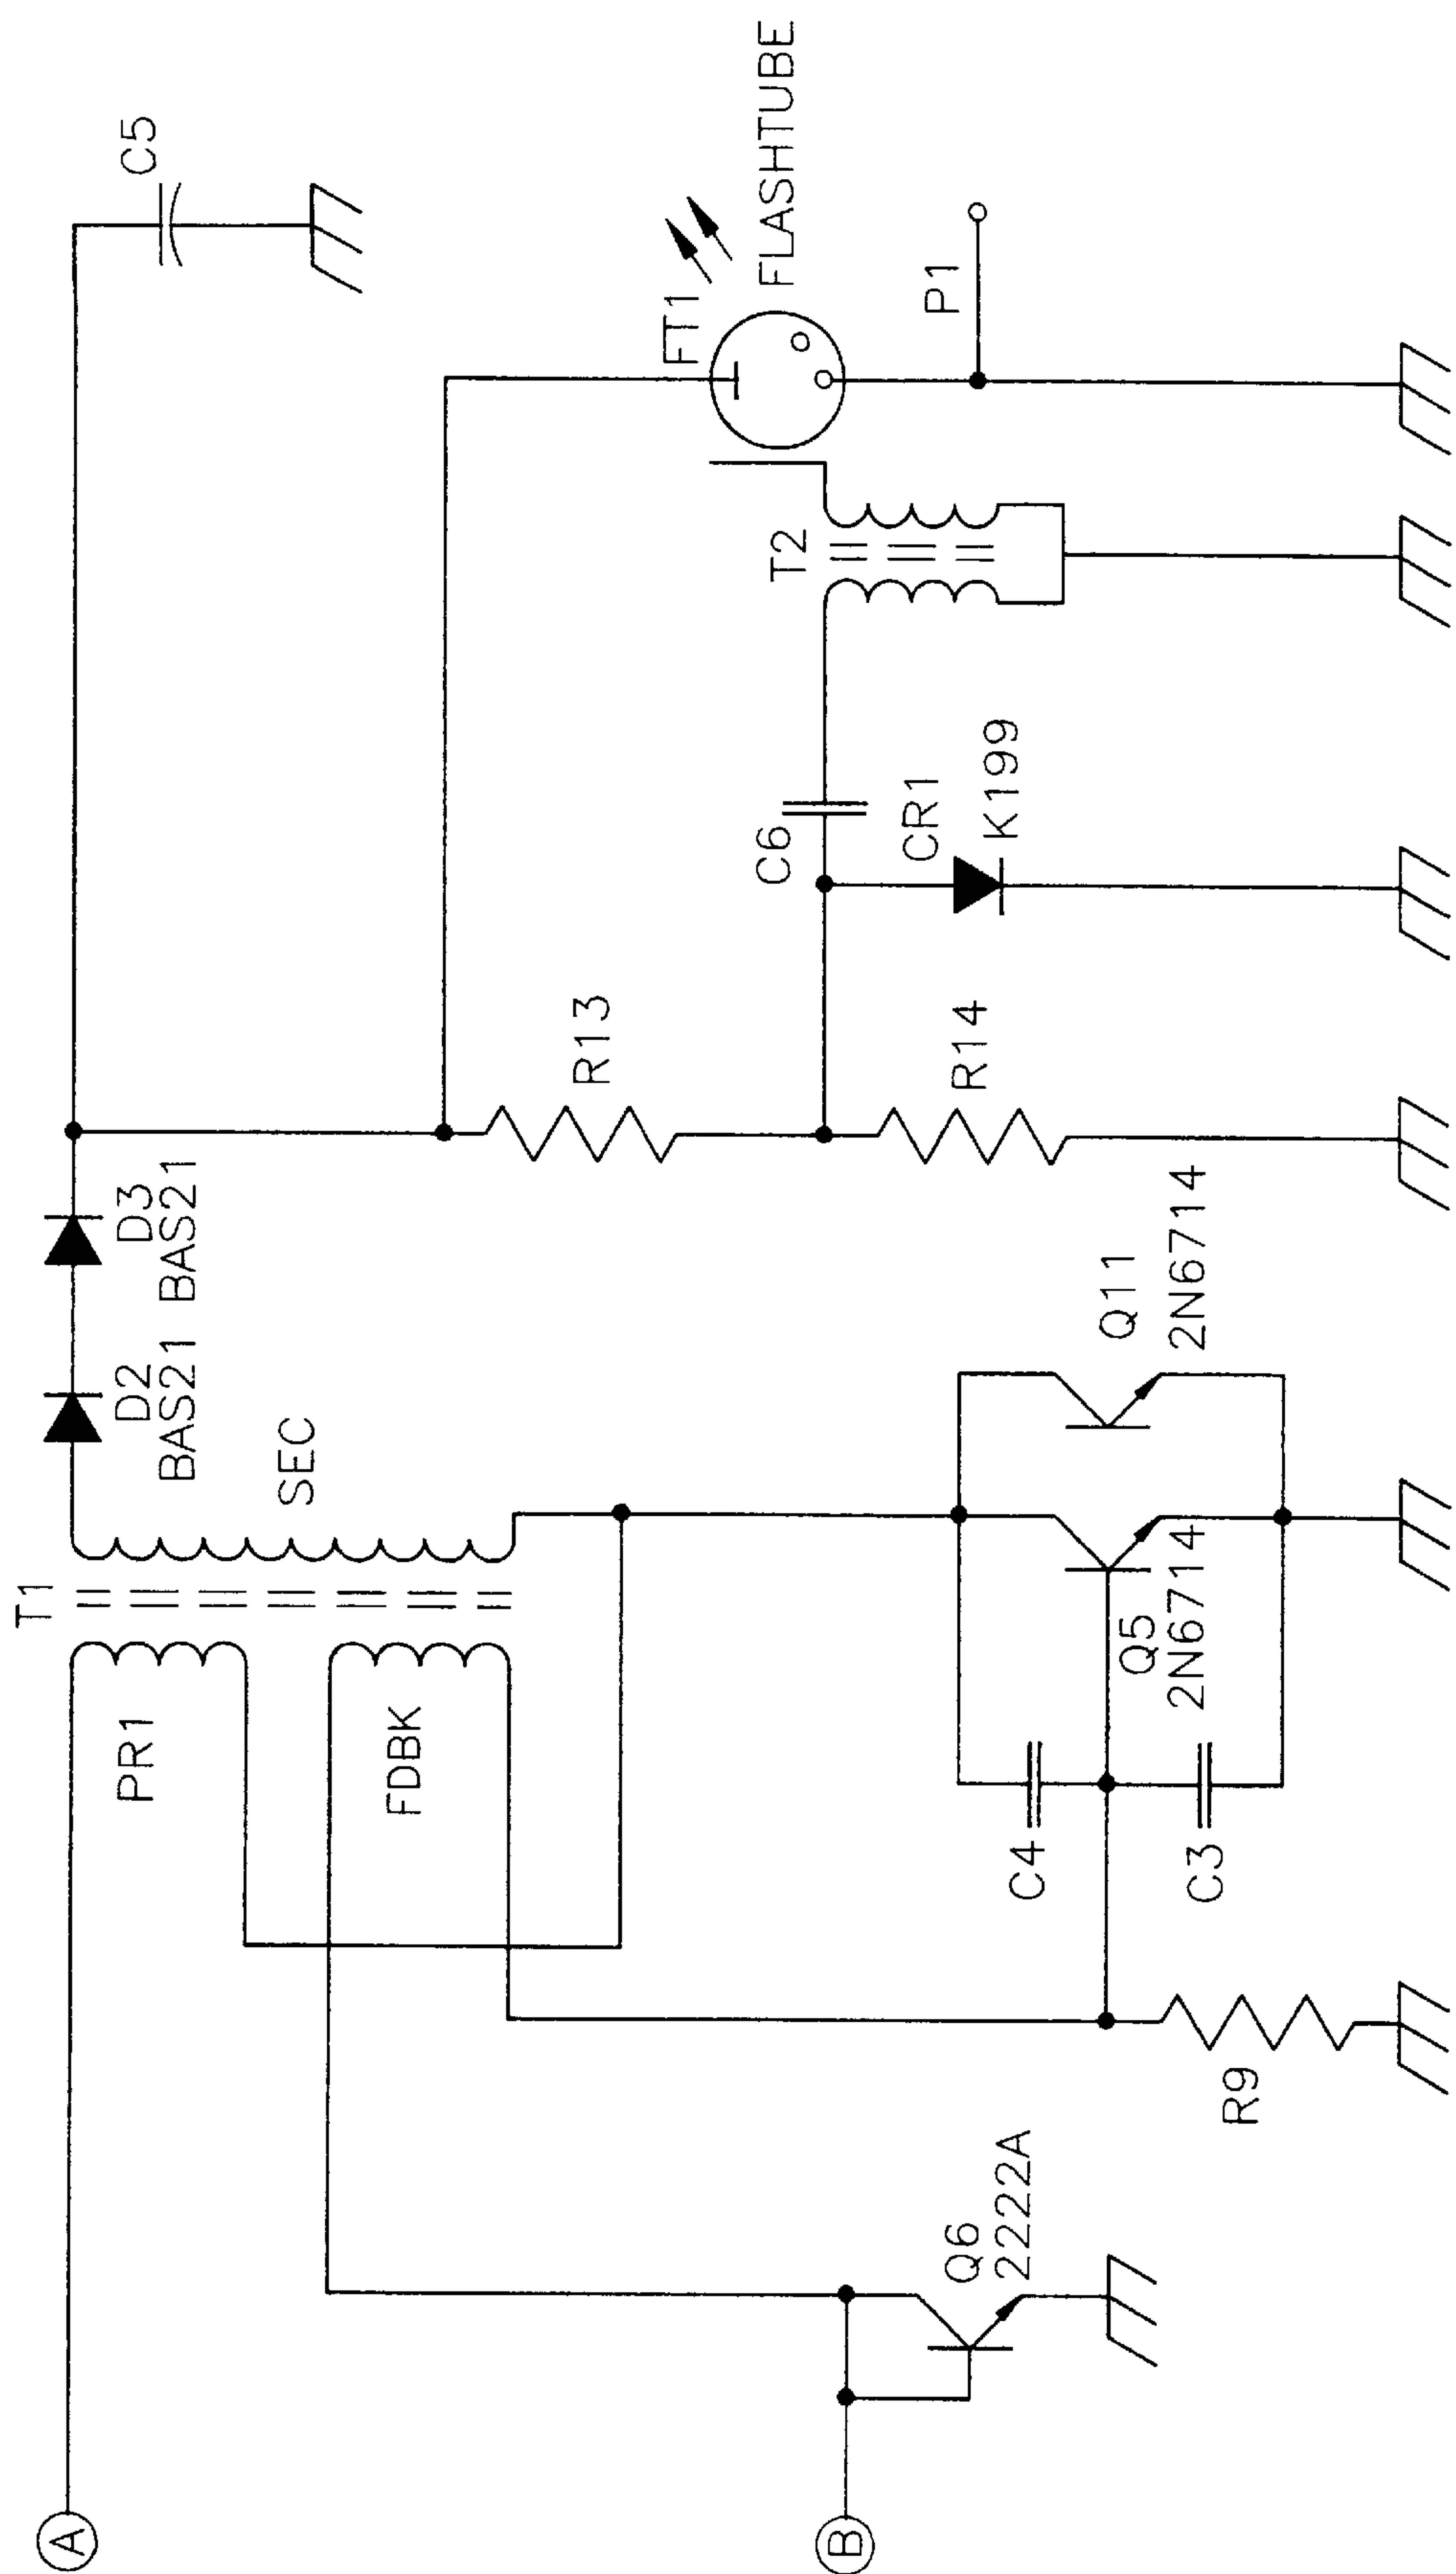 A
T1
PR1
FDBK
SEC
D2
BAS21
D3
BAS21
C5
B
Q6
2222A
R9
C4
C3
Q5
2N6714
Q11
2N6714
R13
R14
C6
CR1
K199
T2
FT1
FLASHTUBE
P1